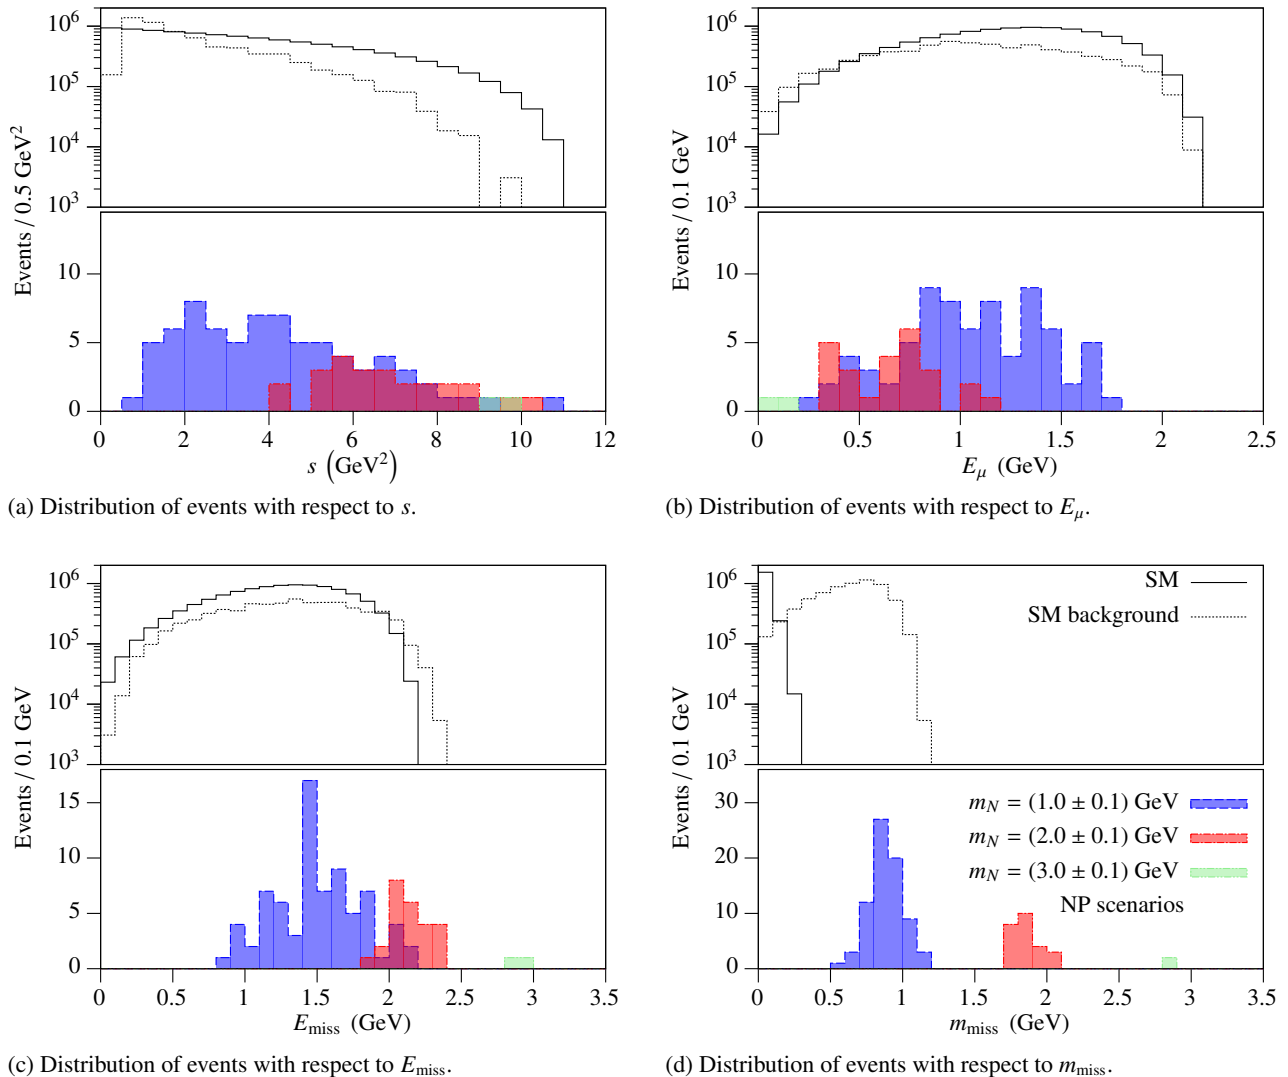 10^6
10^5
10^4
10^3
Events / 0.5 GeV^2
10
5
0
0 2 4 6 8 10 12
s (GeV^2)
(a) Distribution of events with respect to s.
10^6
10^5
10^4
10^3
Events / 0.1 GeV
10
5
0
0 0.5 1 1.5 2 2.5
E_μ (GeV)
(b) Distribution of events with respect to E_μ.
10^6
10^5
10^4
10^3
Events / 0.1 GeV
15
10
5
0
0 0.5 1 1.5 2 2.5 3 3.5
E_miss (GeV)
(c) Distribution of events with respect to E_miss.
10^6
10^5
10^4
10^3
SM
SM background
Events / 0.1 GeV
30
20
10
0
m_N = (1.0 ± 0.1) GeV
m_N = (2.0 ± 0.1) GeV
m_N = (3.0 ± 0.1) GeV
NP scenarios
0 0.5 1 1.5 2 2.5 3 3.5
m_miss (GeV)
(d) Distribution of events with respect to m_miss.